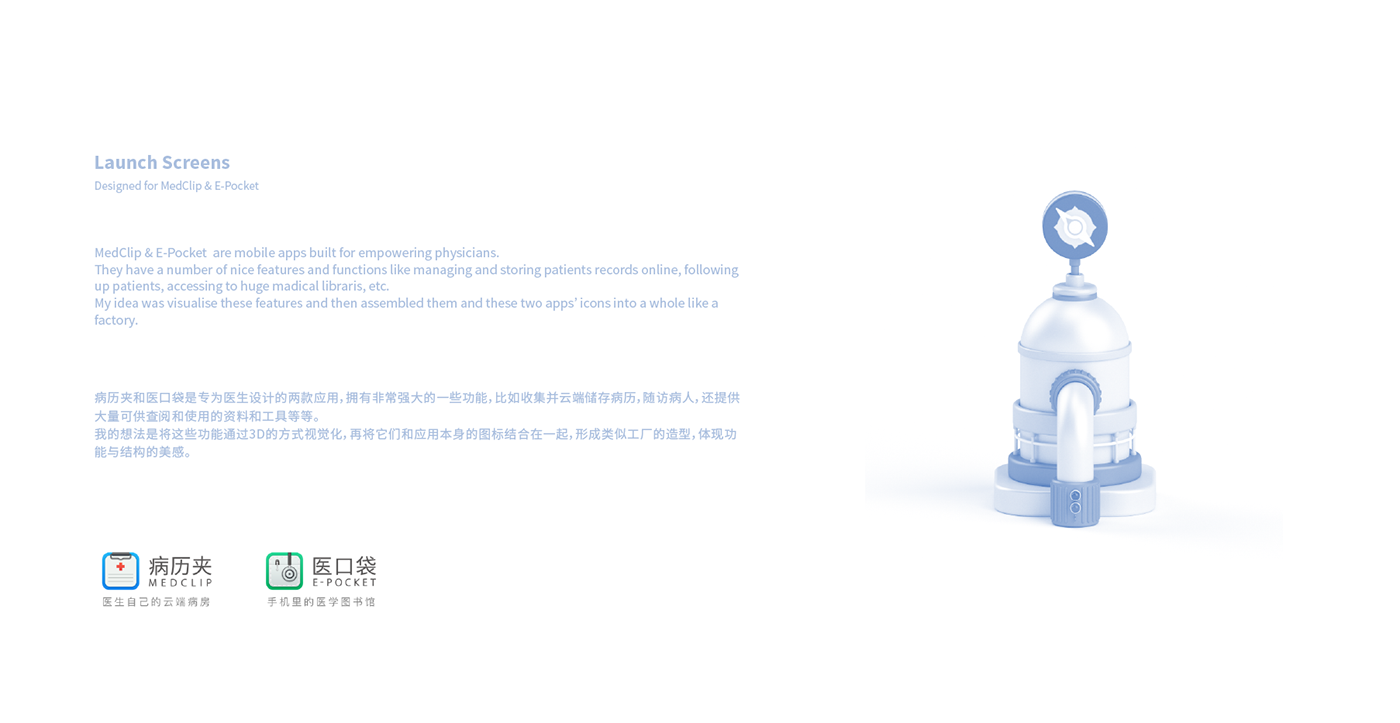 Launch Screens
Designed for MedClip & E-Pocket
MedClip & E-Pocket are mobile apps built for empowering physicians.
They have a number of nice features and functions like managing and storing patients records online, following
up patients, accessing to huge madical libraris, etc.
My idea was visualise these features and then assembled them and these two apps’ icons into a whole like a
factory.
病历夹和医口袋是专为医生设计的两款应用，拥有非常强大的一些功能，比如收集并云端储存病历，随访病人，还提供
大量可供查阅和使用的资料和工具等等。
我的想法是将这些功能通过3D的方式视觉化，再将它们和应用本身的图标结合在一起，形成类似工厂的造型，体现功
能与结构的美感。
病历夹
MEDCLIP
医生自己的云端病房
医口袋
E-POCKET
手机里的医学图书馆